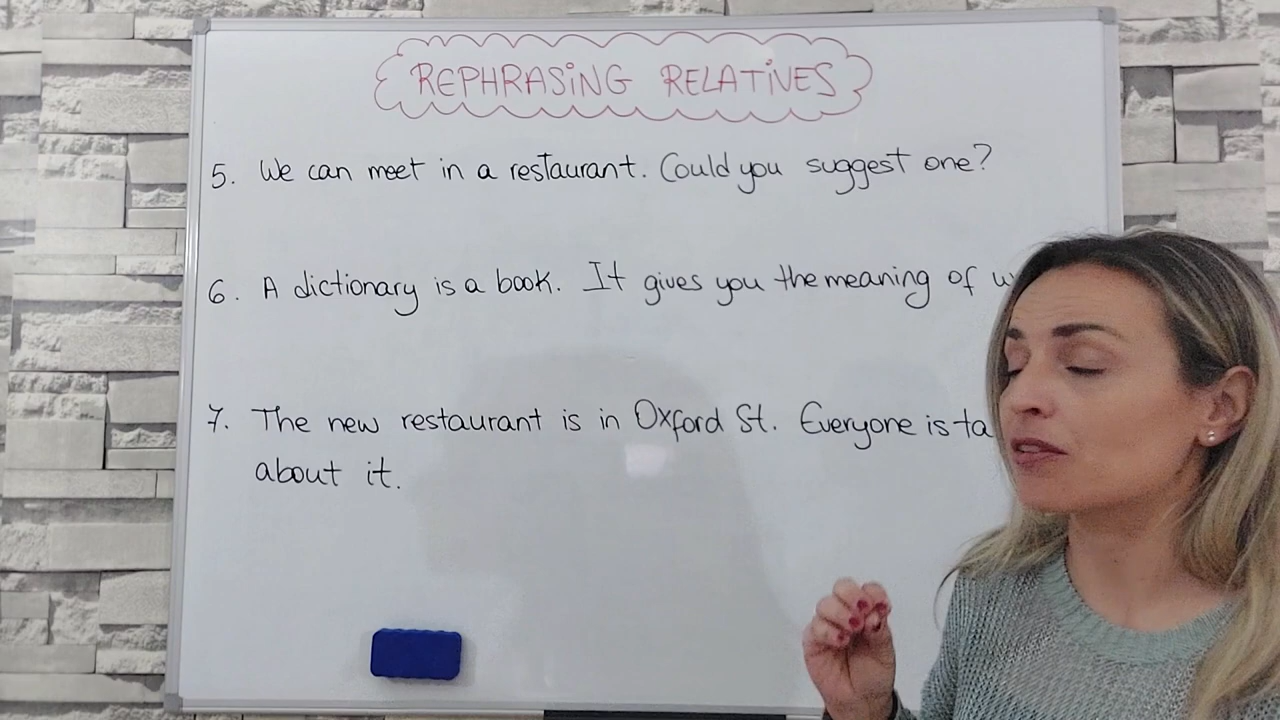 REPHRASING RELATIVES
5. We can meet in a restaurant. Could you suggest one?
6. A dictionary is a book. It gives you the meaning of
7. The new restaurant is in Oxford St. Everyone is
about it.